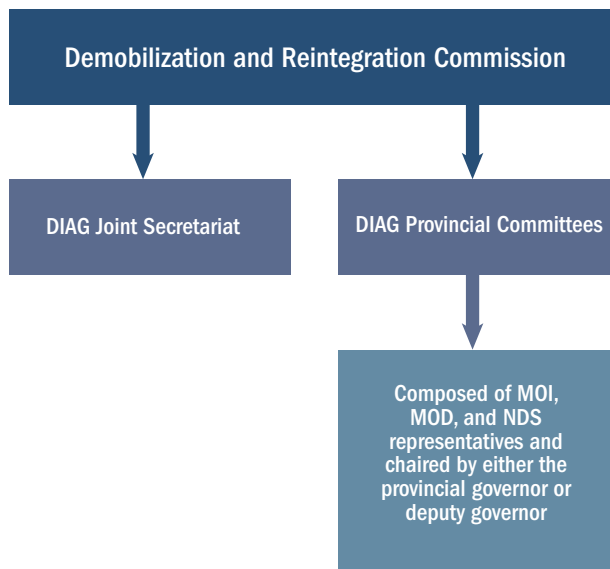 Demobilization and Reintegration Commission
DIAG Joint Secretariat
DIAG Provincial Committees
Composed of MOI,
MOD, and NDS
representatives and
chaired by either the
provincial governor or
deputy governor